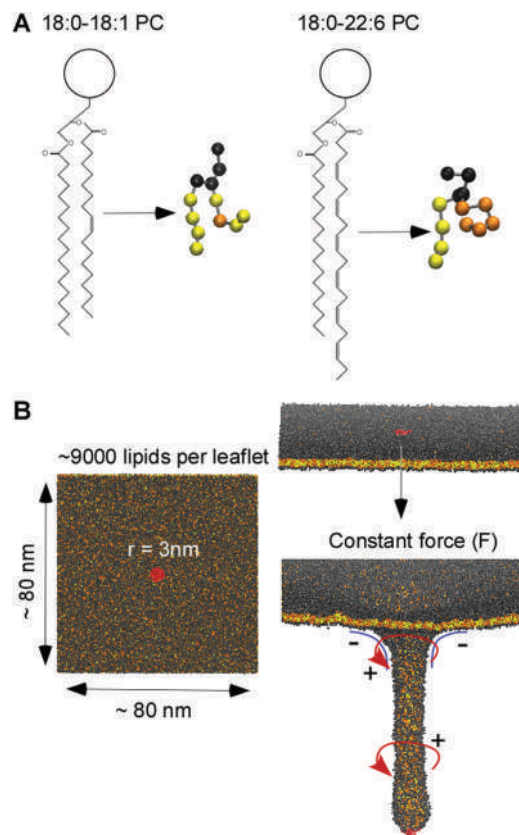 A
18:0-18:1 PC
18:0-22:6 PC
O
O
O
O
O
O
B
~9000 lipids per leaflet
r = 3nm
~ 80 nm
~ 80 nm
Constant force (F)
-
-
+
+